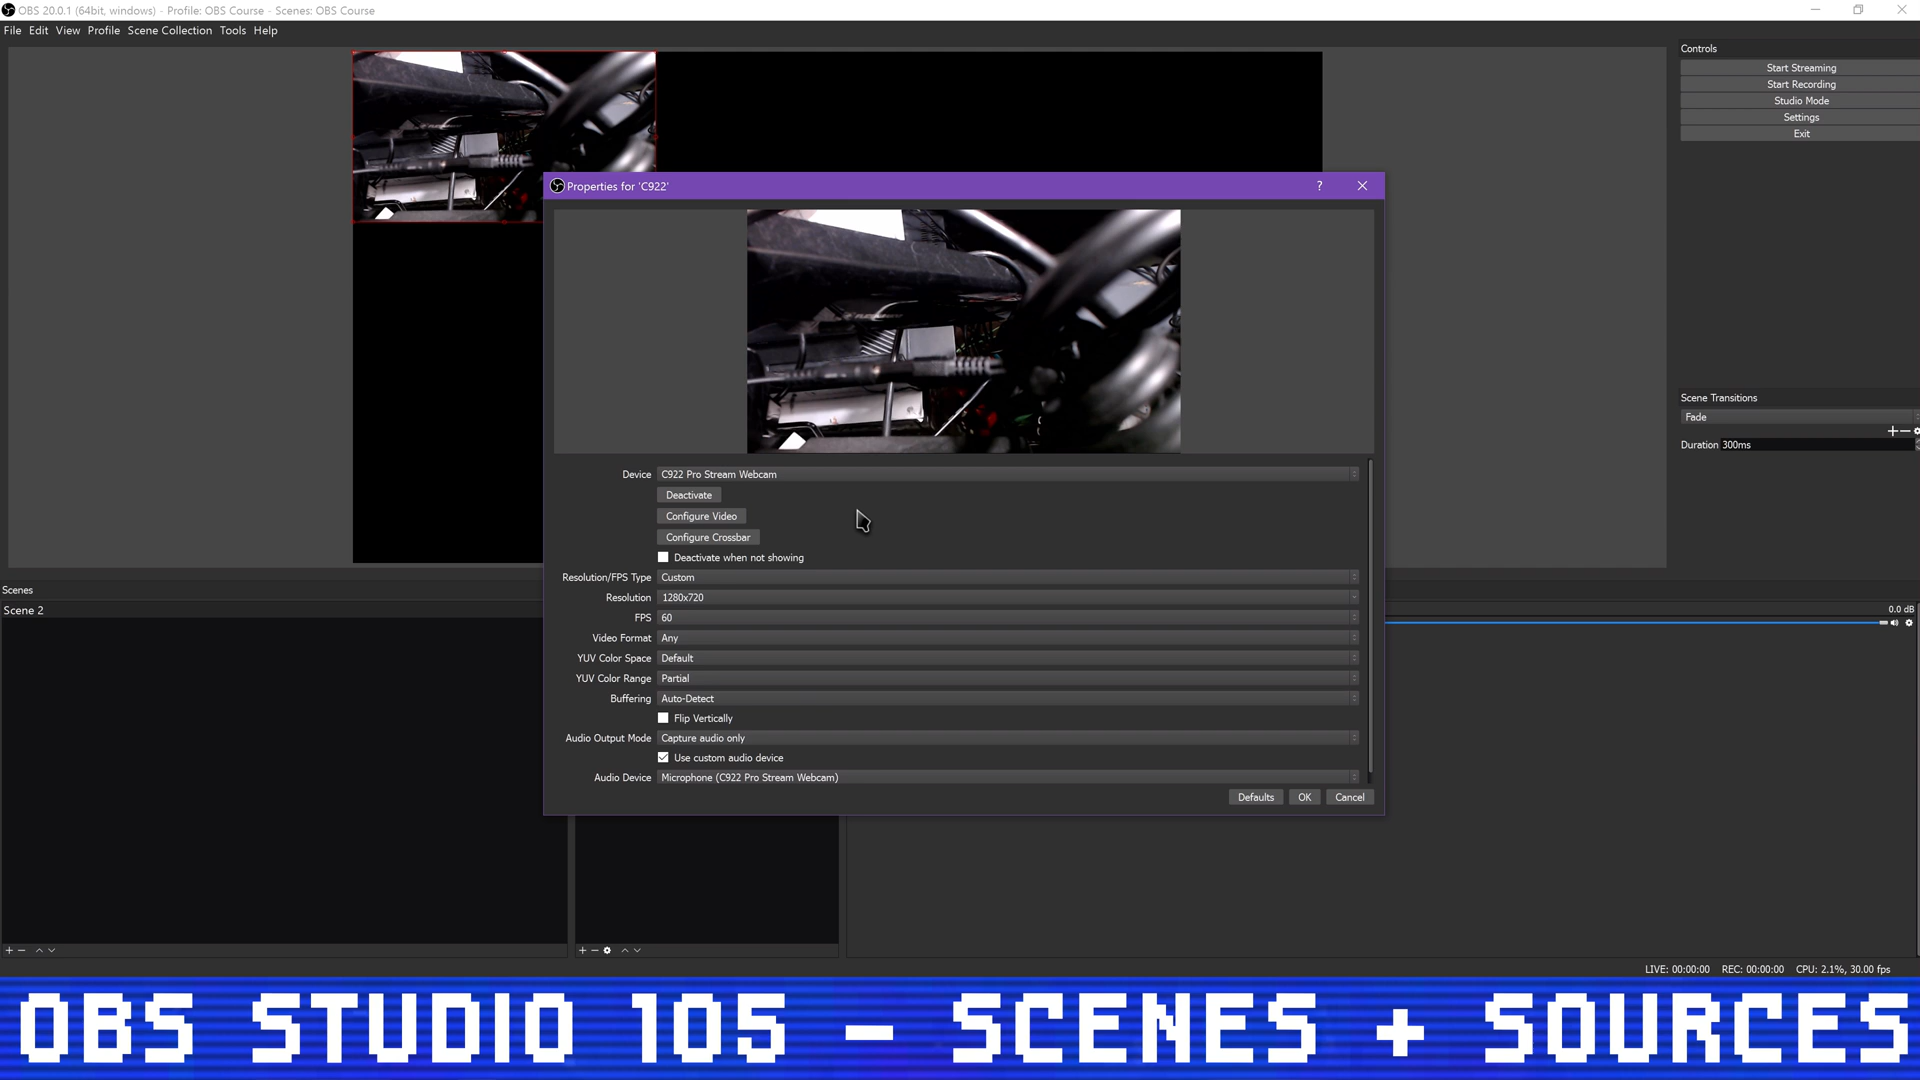 OBS 20.0.1 (64bit, windows) - Profile: OBS Course - Scenes: OBS Course
File Edit View Profile Scene Collection Tools Help
Controls
Start Streaming
Start Recording
Studio Mode
Settings
Exit
Properties for 'C922'
?
Scene Transitions
Fade
Duration 300ms
Device C922 Pro Stream Webcam
Deactivate
Configure Video
Configure Crossbar
Deactivate when not showing
Resolution/FPS Type Custom
Resolution 1280x720
FPS 60
Video Format Any
YUV Color Space Default
YUV Color Range Partial
Buffering Auto-Detect
Flip Vertically
Audio Output Mode Capture audio only
Use custom audio device
Audio Device Microphone (C922 Pro Stream Webcam)
Defaults OK Cancel
Scenes
Scene 2
0.0 dB
LIVE: 00:00:00 REC: 00:00:00 CPU: 2.1%, 30.00 fps
OBS STUDIO 105 - SCENES + SOURCES